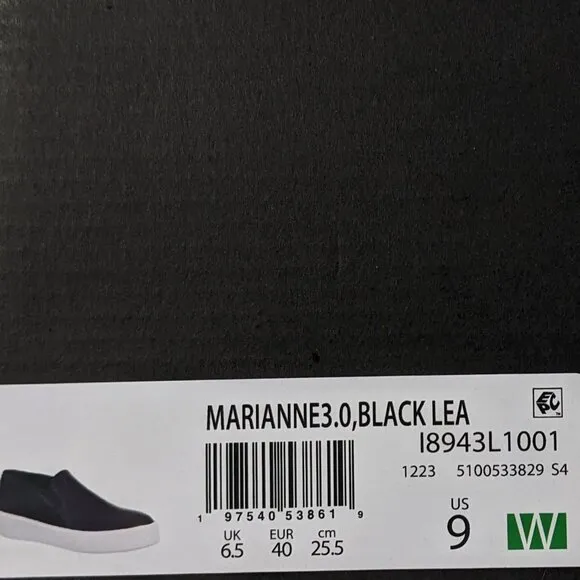 MARIANNE3.0,BLACK LEA
I8943L1001
1223 5100533829 S4
1 97540 53861 9
UK EUR cm
6.5 40 25.5
US
9 W